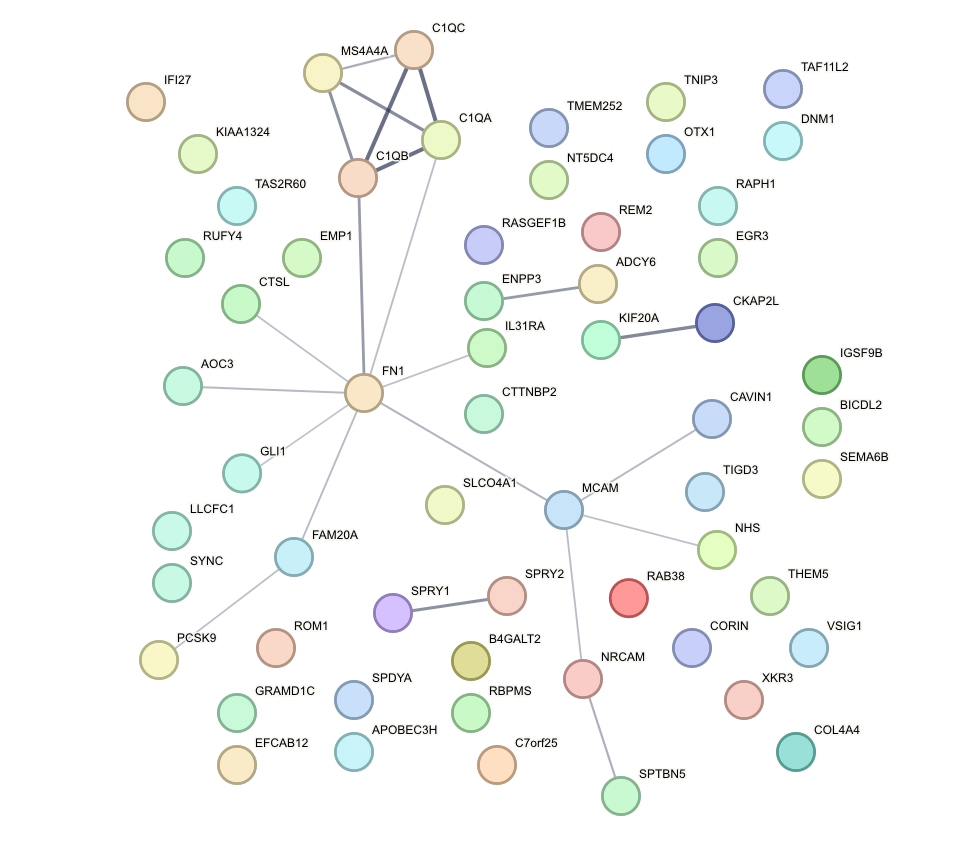 C1QC
MS4A4A
TAF11L2
IFI27
TNIP3
TMEM252
C1QA
DNM1
KIAA1324
OTX1
C1QB
NT5DC4
TAS2R60
RAPH1
REM2
RASGEF1B
RUFY4
EMP1
EGR3
ADCY6
CTSL
ENPP3
CKAP2L
KIF20A
IL31RA
IGSF9B
AOC3
FN1
CTTNBP2
CAVIN1
BICDL2
GLI1
SEMA6B
TIGD3
SLCO4A1
MCAM
LLCFC1
NHS
FAM20A
SYNC
SPRY2
RAB38
THEM5
SPRY1
ROM1
CORIN
VSIG1
PCSK9
B4GALT2
NRCAM
SPDYA
XKR3
GRAMD1C
RBPMS
APOBEC3H
COL4A4
EFCAB12
C7orf25
SPTBN5